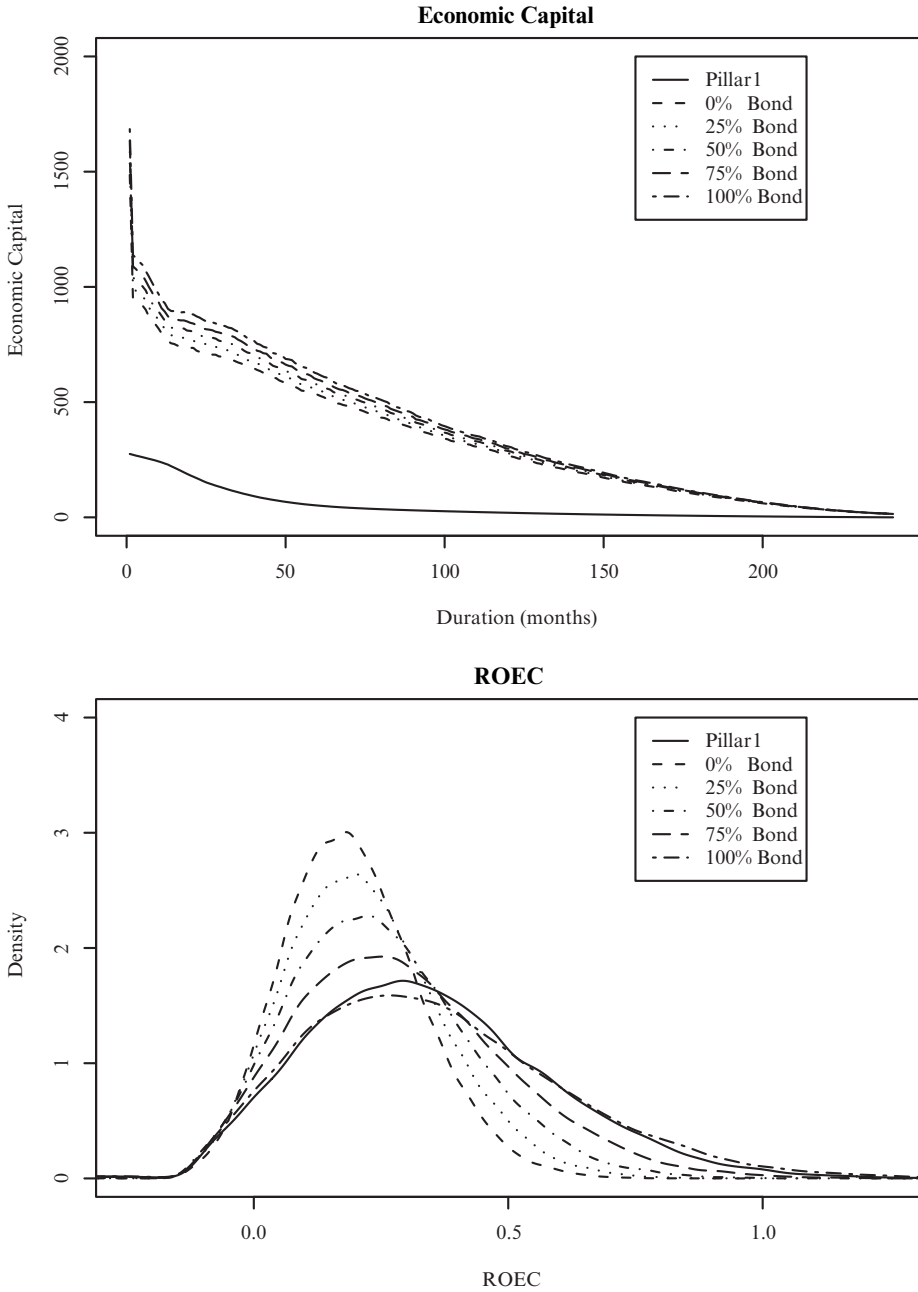 Economic Capital
Economic Capital
2000
1500
1000
500
0
Pillar1
0% Bond
25% Bond
50% Bond
75% Bond
100% Bond
0 50 100 150 200
Duration (months)
ROEC
Density
4
3
2
1
0
Pillar1
0% Bond
25% Bond
50% Bond
75% Bond
100% Bond
0.0 0.5 1.0
ROEC